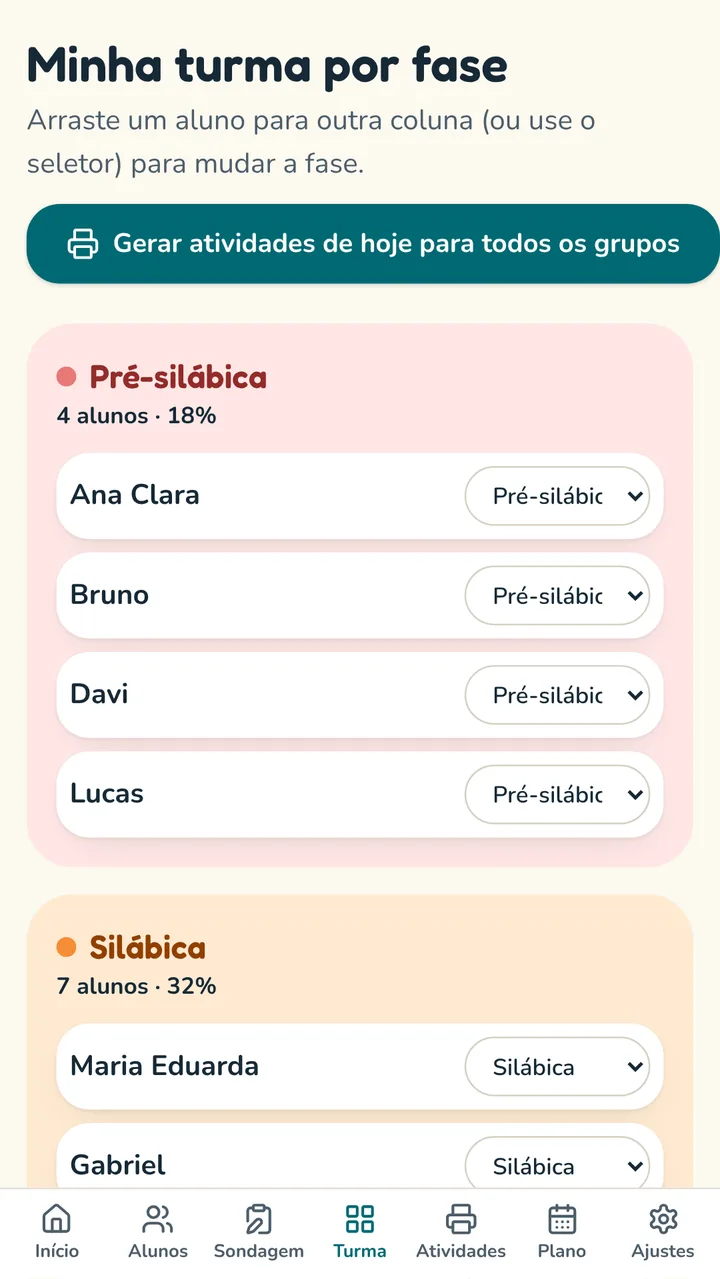 Minha turma por fase
Arraste um aluno para outra coluna (ou use o
seletor) para mudar a fase.
Gerar atividades de hoje para todos os grupos
Pré-silábica
4 alunos · 18%
Ana Clara
Pré-silábic
Bruno
Pré-silábic
Davi
Pré-silábic
Lucas
Pré-silábic
Silábica
7 alunos · 32%
Maria Eduarda
Silábica
Gabriel
Silábica
Início
Alunos
Sondagem
Turma
Atividades
Plano
Ajustes